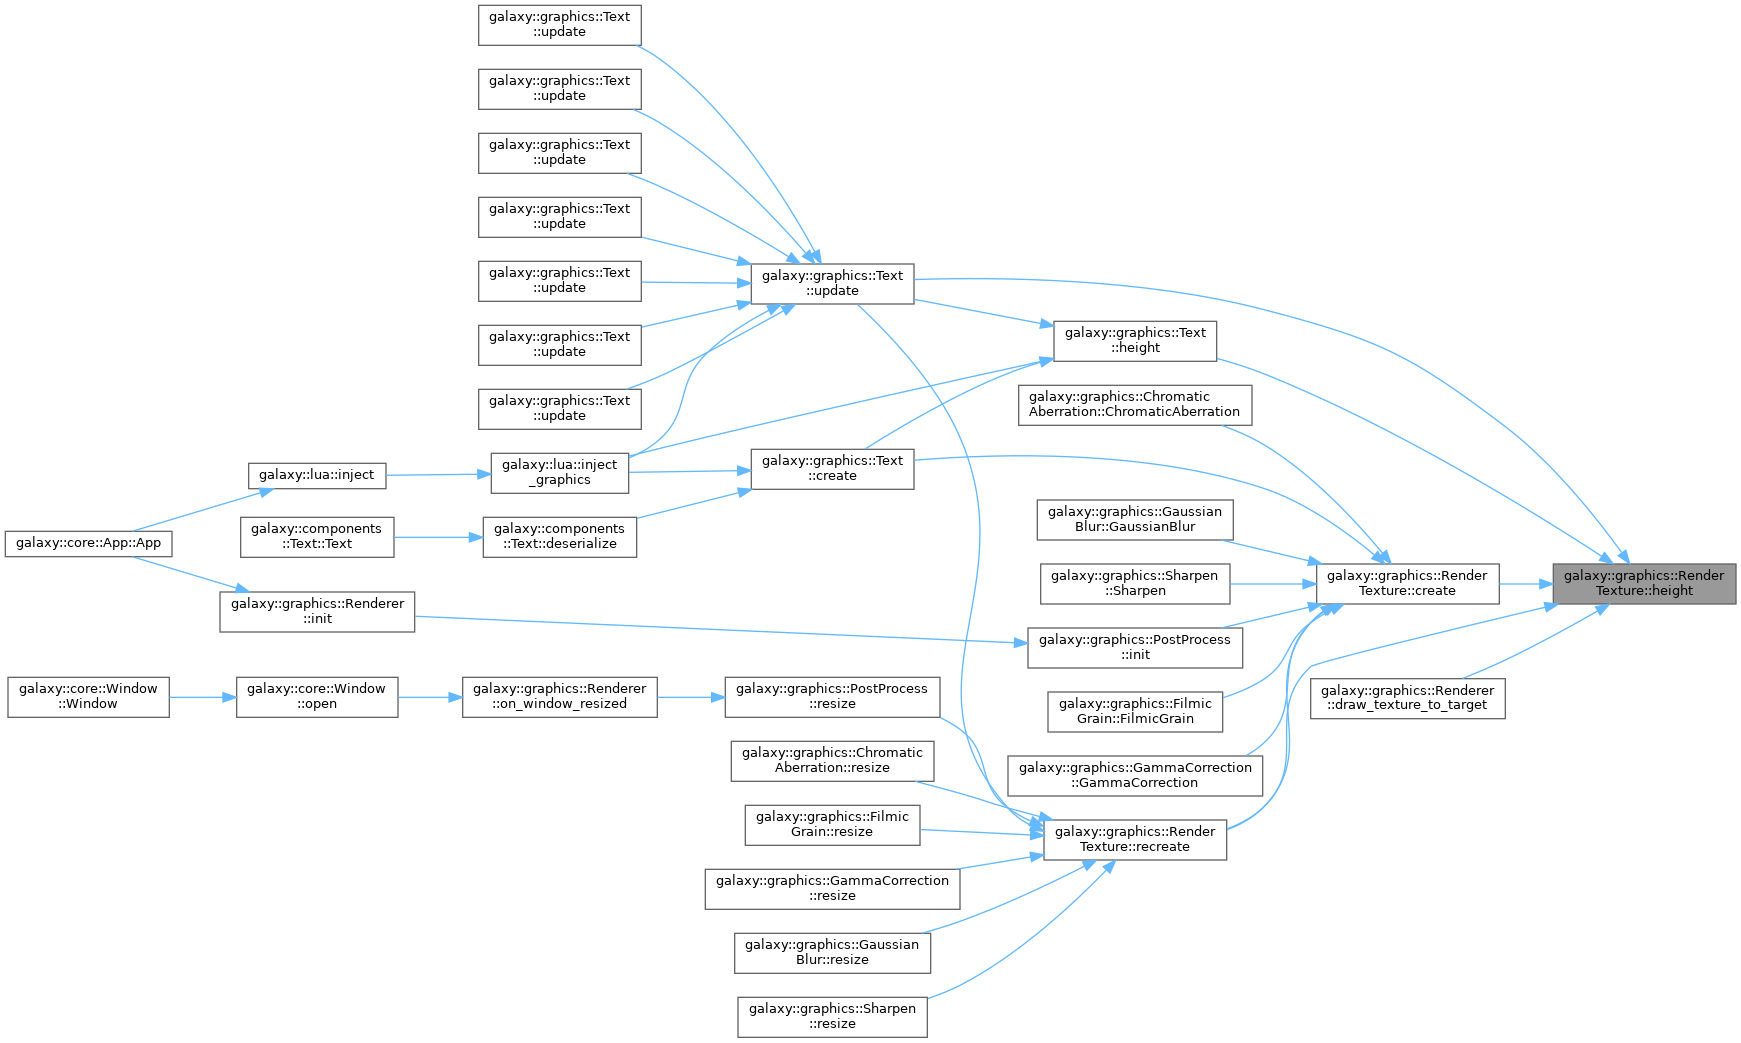 galaxy::graphics::Text
::update
galaxy::graphics::Text
::update
galaxy::graphics::Text
::update
galaxy::graphics::Text
::update
galaxy::graphics::Text
::update
galaxy::graphics::Text
::update
galaxy::graphics::Text
::update
galaxy::graphics::Text
::update
galaxy::graphics::Text
::height
galaxy::graphics::Chromatic
Aberration::ChromaticAberration
galaxy::lua::inject
galaxy::lua::inject
_graphics
galaxy::graphics::Text
::create
galaxy::core::App::App
galaxy::components
::Text::Text
galaxy::components
::Text::deserialize
galaxy::graphics::Gaussian
Blur::GaussianBlur
galaxy::graphics::Sharpen
::Sharpen
galaxy::graphics::Render
Texture::create
galaxy::graphics::Render
Texture::height
galaxy::graphics::Renderer
::init
galaxy::graphics::PostProcess
::init
galaxy::core::Window
::Window
galaxy::core::Window
::open
galaxy::graphics::Renderer
::on_window_resized
galaxy::graphics::PostProcess
::resize
galaxy::graphics::Filmic
Grain::FilmicGrain
galaxy::graphics::Renderer
::draw_texture_to_target
galaxy::graphics::Chromatic
Aberration::resize
galaxy::graphics::GammaCorrection
::GammaCorrection
galaxy::graphics::Filmic
Grain::resize
galaxy::graphics::Render
Texture::recreate
galaxy::graphics::GammaCorrection
::resize
galaxy::graphics::Gaussian
Blur::resize
galaxy::graphics::Sharpen
::resize